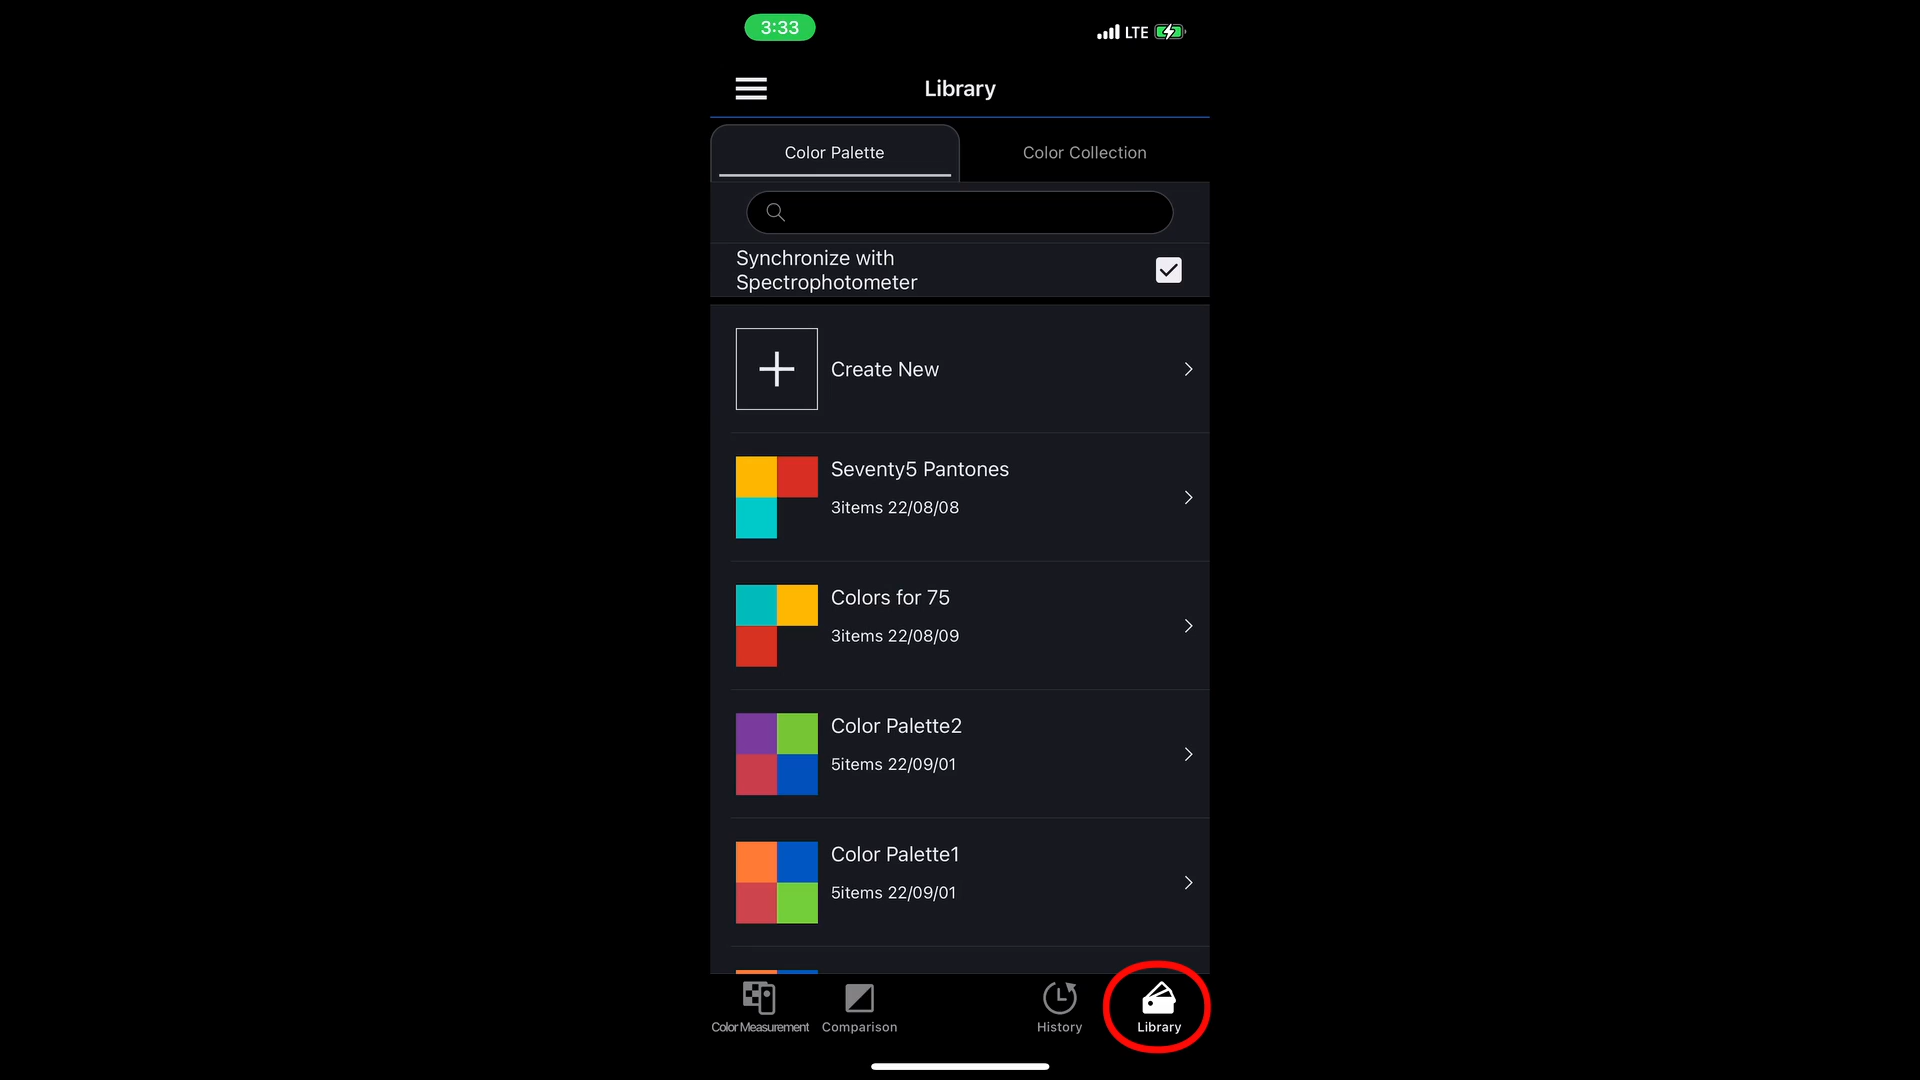 3:33
LTE
Library
Color Palette
Color Collection
Synchronize with
Spectrophotometer
Create New
Seventy5 Pantones
3items 22/08/08
Colors for 75
3items 22/08/09
Color Palette2
5items 22/09/01
Color Palette1
5items 22/09/01
Color Measurement
Comparison
History
Library